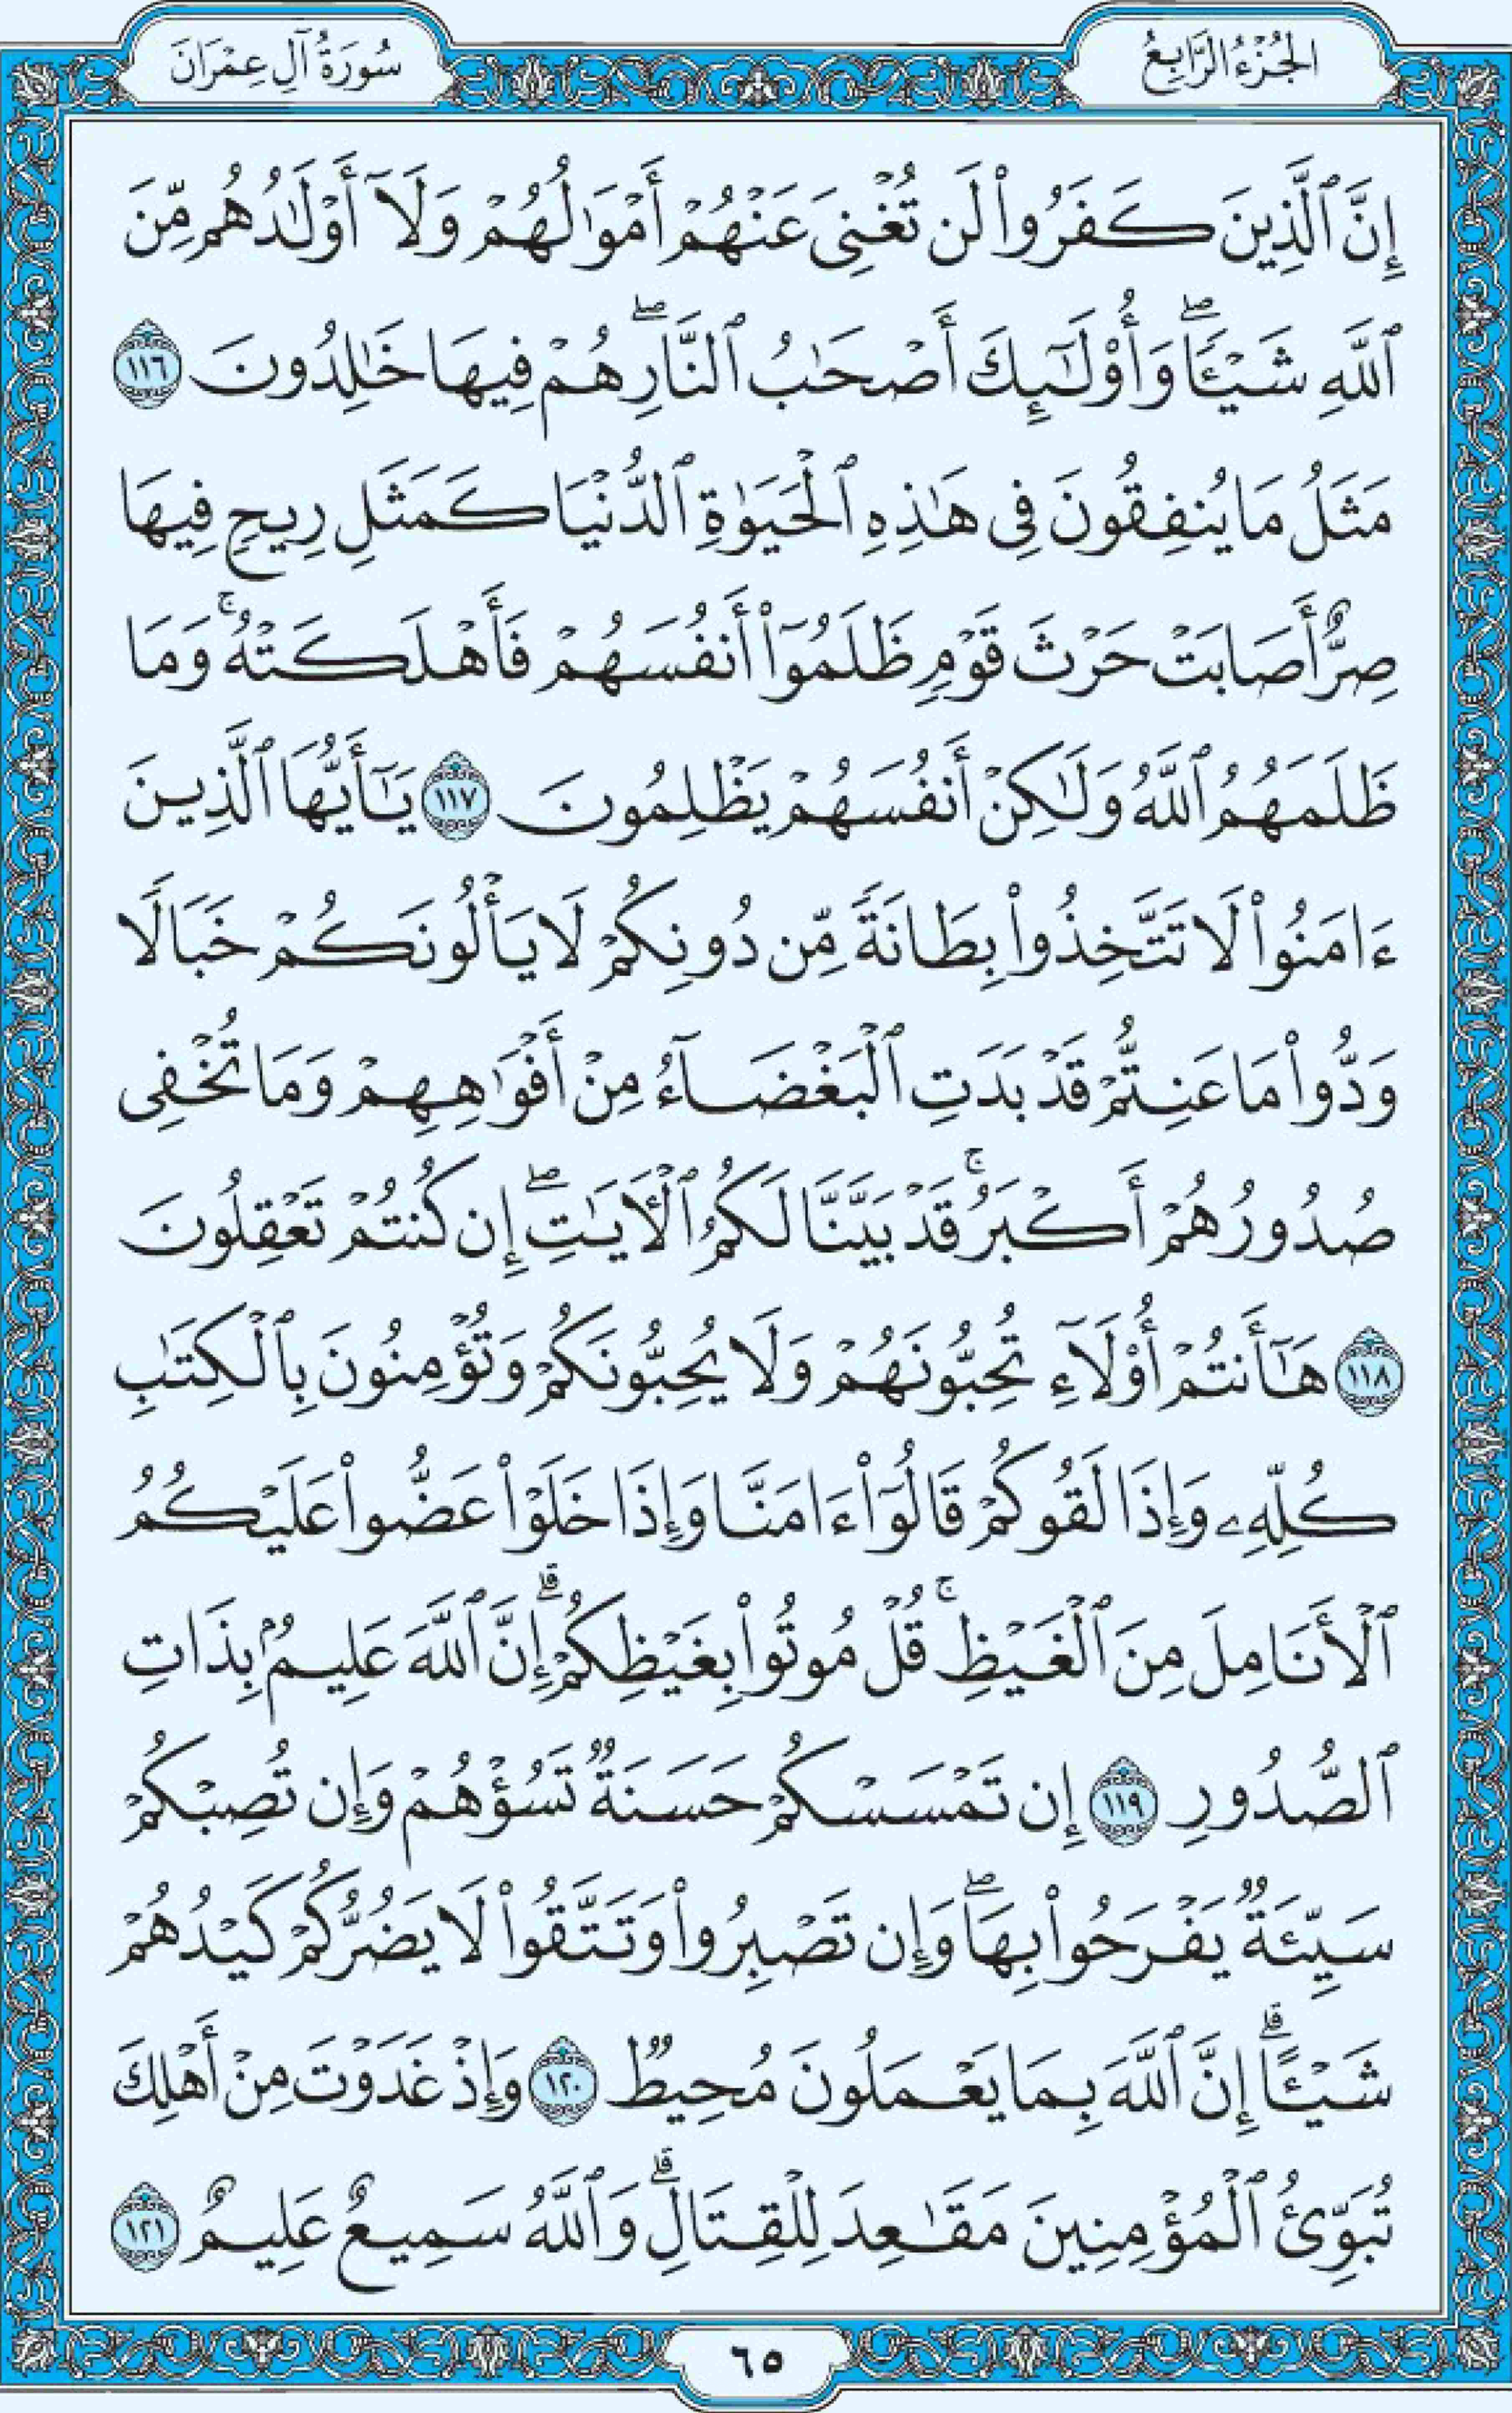 الجُزْءُ الرَّابِعُ
سُورَةُ آلِ عِمْرَانَ
إِنَّ ٱلَّذِينَ كَفَرُوا۟ لَن تُغْنِىَ عَنْهُمْ أَمْوَٰلُهُمْ وَلَآ أَوْلَـٰدُهُم مِّنَ
ٱللَّهِ شَيْـًٔاۖ وَأُو۟لَـٰٓئِكَ أَصْحَـٰبُ ٱلنَّارِۖ هُمْ فِيهَا خَـٰلِدُونَ ١١٦
مَثَلُ مَا يُنفِقُونَ فِى هَـٰذِهِ ٱلْحَيَوٰةِ ٱلدُّنْيَا كَمَثَلِ رِيحٍ فِيهَا
صِرٌّ أَصَابَتْ حَرْثَ قَوْمٍ ظَلَمُوٓا۟ أَنفُسَهُمْ فَأَهْلَكَتْهُۚ وَمَا
ظَلَمَهُمُ ٱللَّهُ وَلَـٰكِنْ أَنفُسَهُمْ يَظْلِمُونَ ١١٧ يَـٰٓأَيُّهَا ٱلَّذِينَ
ءَامَنُوا۟ لَا تَتَّخِذُوا۟ بِطَانَةً مِّن دُونِكُمْ لَا يَأْلُونَكُمْ خَبَالًا
وَدُّوا۟ مَا عَنِتُّمْ قَدْ بَدَتِ ٱلْبَغْضَآءُ مِنْ أَفْوَٰهِهِمْ وَمَا تُخْفِى
صُدُورُهُمْ أَكْبَرُۚ قَدْ بَيَّنَّا لَكُمُ ٱلْـَٔايَـٰتِۖ إِن كُنتُمْ تَعْقِلُونَ
١١٨ هَـٰٓأَنتُمْ أُو۟لَآءِ تُحِبُّونَهُمْ وَلَا يُحِبُّونَكُمْ وَتُؤْمِنُونَ بِٱلْكِتَـٰبِ
كُلِّهِۦ وَإِذَا لَقُوكُمْ قَالُوٓا۟ ءَامَنَّا وَإِذَا خَلَوْا۟ عَضُّوا۟ عَلَيْكُمُ
ٱلْأَنَامِلَ مِنَ ٱلْغَيْظِۚ قُلْ مُوتُوا۟ بِغَيْظِكُمْۗ إِنَّ ٱللَّهَ عَلِيمٌۢ بِذَاتِ
ٱلصُّدُورِ ١١٩ إِن تَمْسَسْكُمْ حَسَنَةٌ تَسُؤْهُمْ وَإِن تُصِبْكُمْ
سَيِّئَةٌ يَفْرَحُوا۟ بِهَاۖ وَإِن تَصْبِرُوا۟ وَتَتَّقُوا۟ لَا يَضُرُّكُمْ كَيْدُهُمْ
شَيْـًٔاۗ إِنَّ ٱللَّهَ بِمَا يَعْمَلُونَ مُحِيطٌ ١٢٠ وَإِذْ غَدَوْتَ مِنْ أَهْلِكَ
تُبَوِّئُ ٱلْمُؤْمِنِينَ مَقَـٰعِدَ لِلْقِتَالِۗ وَٱللَّهُ سَمِيعٌ عَلِيمٌ ١٢١
٦٥